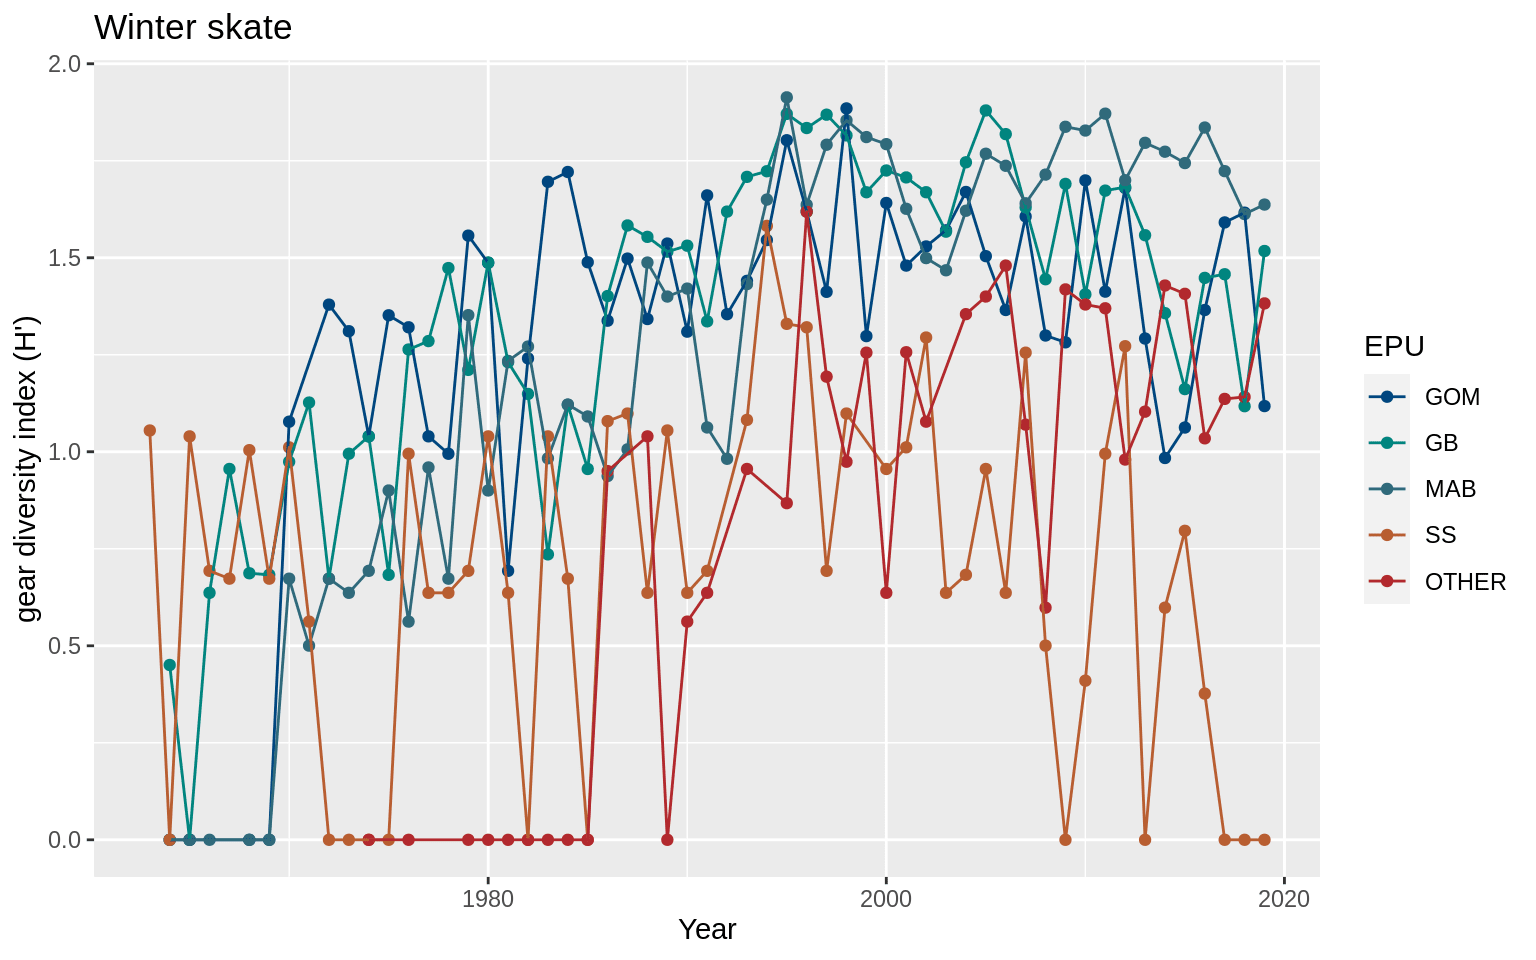 Winter skate
gear diversity index (H')
2.0
1.5
1.0
0.5
0.0
1980
2000
2020
Year
EPU
GOM
GB
MAB
SS
OTHER